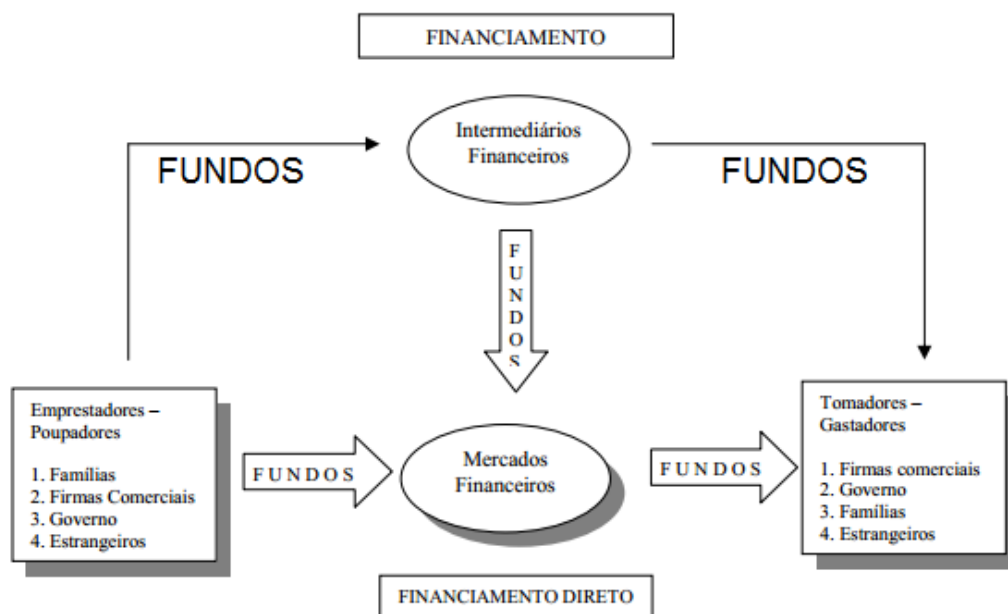 FINANCIAMENTO
Intermediários
Financeiros
FUNDOS
FUNDOS
FUNDOS
Emprestadores –
Poupadores
1. Famílias
2. Firmas Comerciais
3. Governo
4. Estrangeiros
FUNDOS
Mercados
Financeiros
FUNDOS
Tomadores –
Gastadores
1. Firmas comerciais
2. Governo
3. Famílias
4. Estrangeiros
FINANCIAMENTO DIRETO